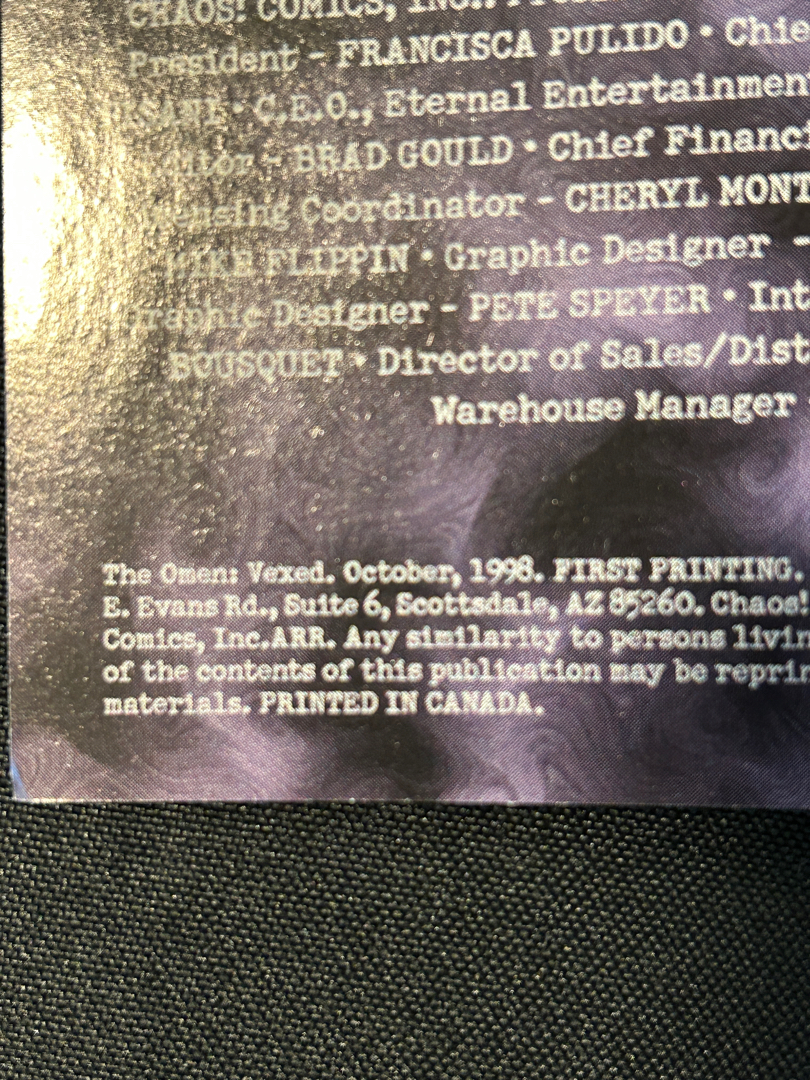 CHAOS! COMICS, INC.:
President - FRANCISCA PULIDO • Chie
C.E.O., Eternal Entertainmen
BRAD GOULD • Chief Financi
Coordinator - CHERYL MONT
MIKE FLIPPIN • Graphic Designer -
Graphic Designer - PETE SPEYER • Int
BOUSQUET • Director of Sales/Dist
Warehouse Manager
The Omen: Vexed. October, 1998. FIRST PRINTING.
E. Evans Rd., Suite 6, Scottsdale, AZ 85260. Chaos!
Comics, Inc.ARR. Any similarity to persons livin
of the contents of this publication may be reprin
materials. PRINTED IN CANADA.